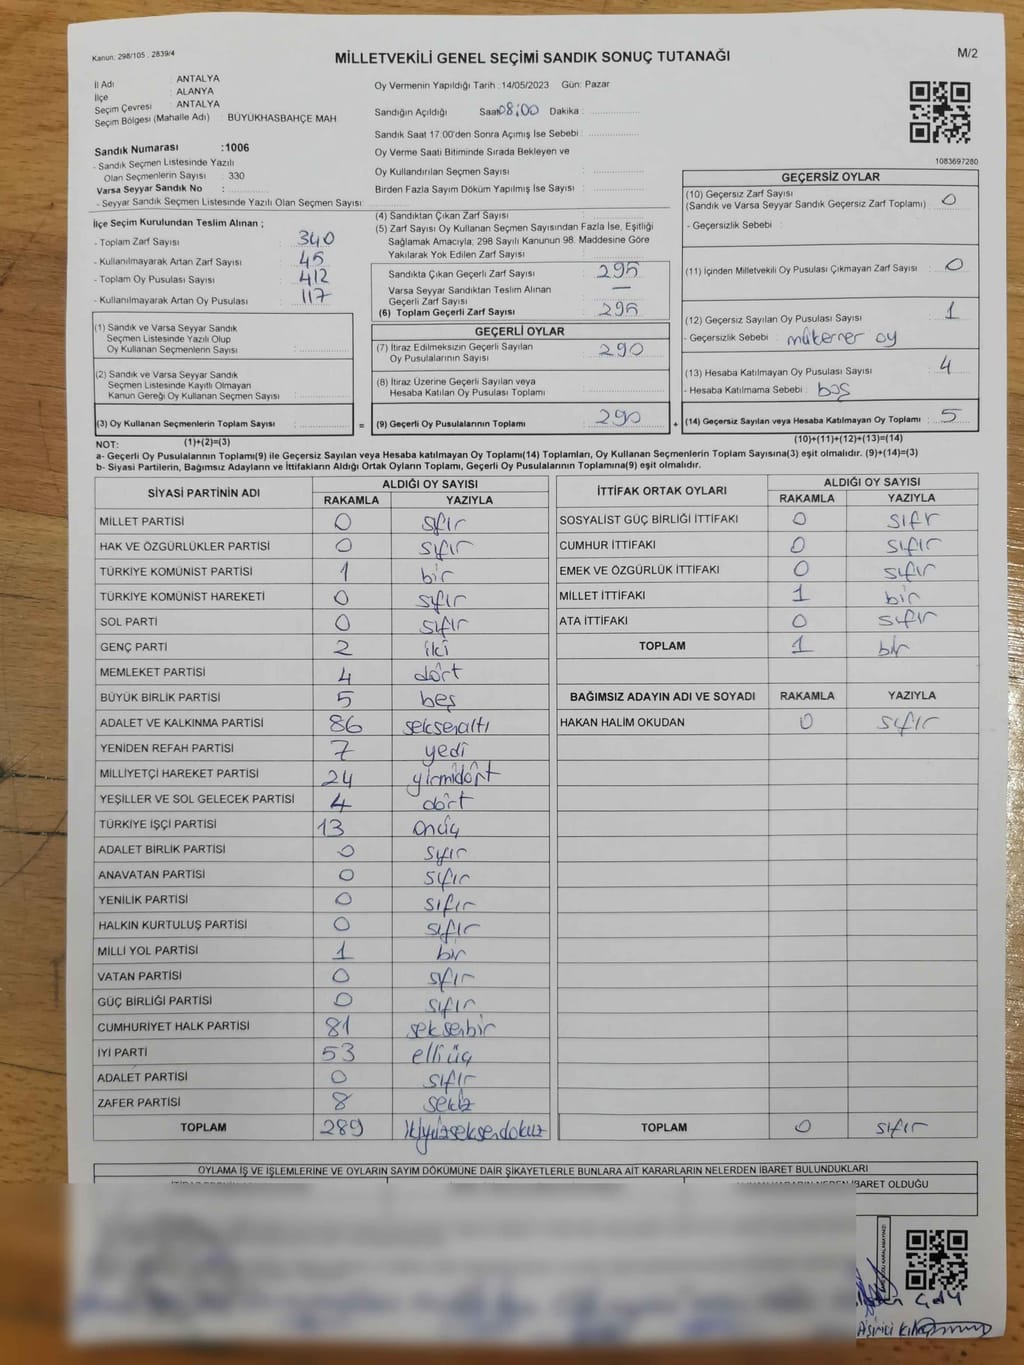 Kanun: 298/105 . 2839/4
MİLLETVEKİLİ GENEL SEÇİMİ SANDIK SONUÇ TUTANAĞI
M/2
İl Adı : ANTALYA
İlçe : ALANYA
Seçim Çevresi : ANTALYA
Seçim Bölgesi (Mahalle Adı) : BÜYÜKHASBAHÇE MAH
Sandık Numarası :1006
- Sandık Seçmen Listesinde Yazılı
Olan Seçmenlerin Sayısı : 330
Varsa Seyyar Sandık No :
- Seyyar Sandık Seçmen Listesinde Yazılı Olan Seçmen Sayısı:
Oy Vermenin Yapıldığı Tarih : 14/05/2023 Gün: Pazar
Sandığın Açıldığı Saat 08:00 Dakika :
Sandık Saat 17:00'den Sonra Açımış İse Sebebi :
Oy Verme Saati Bitiminde Sırada Bekleyen ve
Oy Kullandırılan Seçmen Sayısı :
Birden Fazla Sayım Döküm Yapılmış İse Sayısı :
1083697280
İlçe Seçim Kurulundan Teslim Alınan ;
- Toplam Zarf Sayısı : 340
- Kullanılmayarak Artan Zarf Sayısı : 45
- Toplam Oy Pusulası Sayısı : 412
- Kullanılmayarak Artan Oy Pusulası : 117
(1) Sandık ve Varsa Seyyar Sandık
Seçmen Listesinde Yazılı Olup
Oy Kullanan Seçmenlerin Sayısı :
(2) Sandık ve Varsa Seyyar Sandık
Seçmen Listesinde Kayıtlı Olmayan
Kanun Gereği Oy Kullanan Seçmen Sayısı :
(3) Oy Kullanan Seçmenlerin Toplam Sayısı :
=
(4) Sandıktan Çıkan Zarf Sayısı :
(5) Zarf Sayısı Oy Kullanan Seçmen Sayısından Fazla İse, Eşitliği
Sağlamak Amacıyla; 298 Sayılı Kanunun 98. Maddesine Göre
Yakılarak Yok Edilen Zarf Sayısı :
Sandıkta Çıkan Geçerli Zarf Sayısı : 295
Varsa Seyyar Sandıktan Teslim Alınan
Geçerli Zarf Sayısı : —
(6) Toplam Geçerli Zarf Sayısı : 295
GEÇERLİ OYLAR
(7) İtiraz Edilmeksizin Geçerli Sayılan
Oy Pusulalarının Sayısı : 290
(8) İtiraz Üzerine Geçerli Sayılan veya
Hesaba Katılan Oy Pusulası Toplamı
(9) Geçerli Oy Pusulalarının Toplamı : 290
+
GEÇERSİZ OYLAR
(10) Geçersiz Zarf Sayısı
(Sandık ve Varsa Seyyar Sandık Geçersiz Zarf Toplamı) : 0
- Geçersizlik Sebebi :
(11) İçinden Milletvekili Oy Pusulası Çıkmayan Zarf Sayısı : 0
(12) Geçersiz Sayılan Oy Pusulası Sayısı : 1
- Geçersizlik Sebebi : mükerrer oy
(13) Hesaba Katılmayan Oy Pusulası Sayısı : 4
- Hesaba Katılmama Sebebi : boş
(14) Geçersiz Sayılan veya Hesaba Katılmayan Oy Toplamı : 5
NOT: (1)+(2)=(3)
(10)+(11)+(12)+(13)=(14)
a- Geçerli Oy Pusulalarının Toplamı(9) ile Geçersiz Sayılan veya Hesaba katılmayan Oy Toplamı(14) Toplamları, Oy Kullanan Seçmenlerin Toplam Sayısına(3) eşit olmalıdır. (9)+(14)=(3)
b- Siyasi Partilerin, Bağımsız Adayların ve İttifakların Aldığı Ortak Oyların Toplamı, Geçerli Oy Pusulalarının Toplamına(9) eşit olmalıdır.
SİYASİ PARTİNİN ADI ALDIĞI OY SAYISI
RAKAMLA YAZIYLA
MİLLET PARTİSİ 0 sıfır
HAK VE ÖZGÜRLÜKLER PARTİSİ 0 sıfır
TÜRKİYE KOMÜNİST PARTİSİ 1 bir
TÜRKİYE KOMÜNİST HAREKETİ 0 sıfır
SOL PARTİ 0 sıfır
GENÇ PARTİ 2 iki
MEMLEKET PARTİSİ 4 dört
BÜYÜK BİRLİK PARTİSİ 5 beş
ADALET VE KALKINMA PARTİSİ 86 seksenaltı
YENİDEN REFAH PARTİSİ 7 yedi
MİLLİYETÇİ HAREKET PARTİSİ 24 yirmidört
YEŞİLLER VE SOL GELECEK PARTİSİ 4 dört
TÜRKİYE İŞÇİ PARTİSİ 13 onüç
ADALET BİRLİK PARTİSİ 0 sıfır
ANAVATAN PARTİSİ 0 sıfır
YENİLİK PARTİSİ 0 sıfır
HALKIN KURTULUŞ PARTİSİ 0 sıfır
MİLLİ YOL PARTİSİ 1 bir
VATAN PARTİSİ 0 sıfır
GÜÇ BİRLİĞİ PARTİSİ 0 sıfır
CUMHURİYET HALK PARTİSİ 81 seksenbir
İYİ PARTİ 53 elliüç
ADALET PARTİSİ 0 sıfır
ZAFER PARTİSİ 8 sekiz
TOPLAM 289 ikiyüzseksendokuz
İTTİFAK ORTAK OYLARI ALDIĞI OY SAYISI
RAKAMLA YAZIYLA
SOSYALİST GÜÇ BİRLİĞİ İTTİFAKI 0 sıfır
CUMHUR İTTİFAKI 0 sıfır
EMEK VE ÖZGÜRLÜK İTTİFAKI 0 sıfır
MİLLET İTTİFAKI 1 bir
ATA İTTİFAKI 0 sıfır
TOPLAM 1 bir
BAĞIMSIZ ADAYIN ADI VE SOYADI RAKAMLA YAZIYLA
HAKAN HALİM OKUDAN 0 sıfır
TOPLAM 0 sıfır
OYLAMA İŞ VE İŞLEMLERİNE VE OYLARIN SAYIM DÖKÜMÜNE DAİR ŞİKAYETLERLE BUNLARA AİT KARARLARIN NELERDEN İBARET BULUNDUKLARI
İBARET OLDUĞU